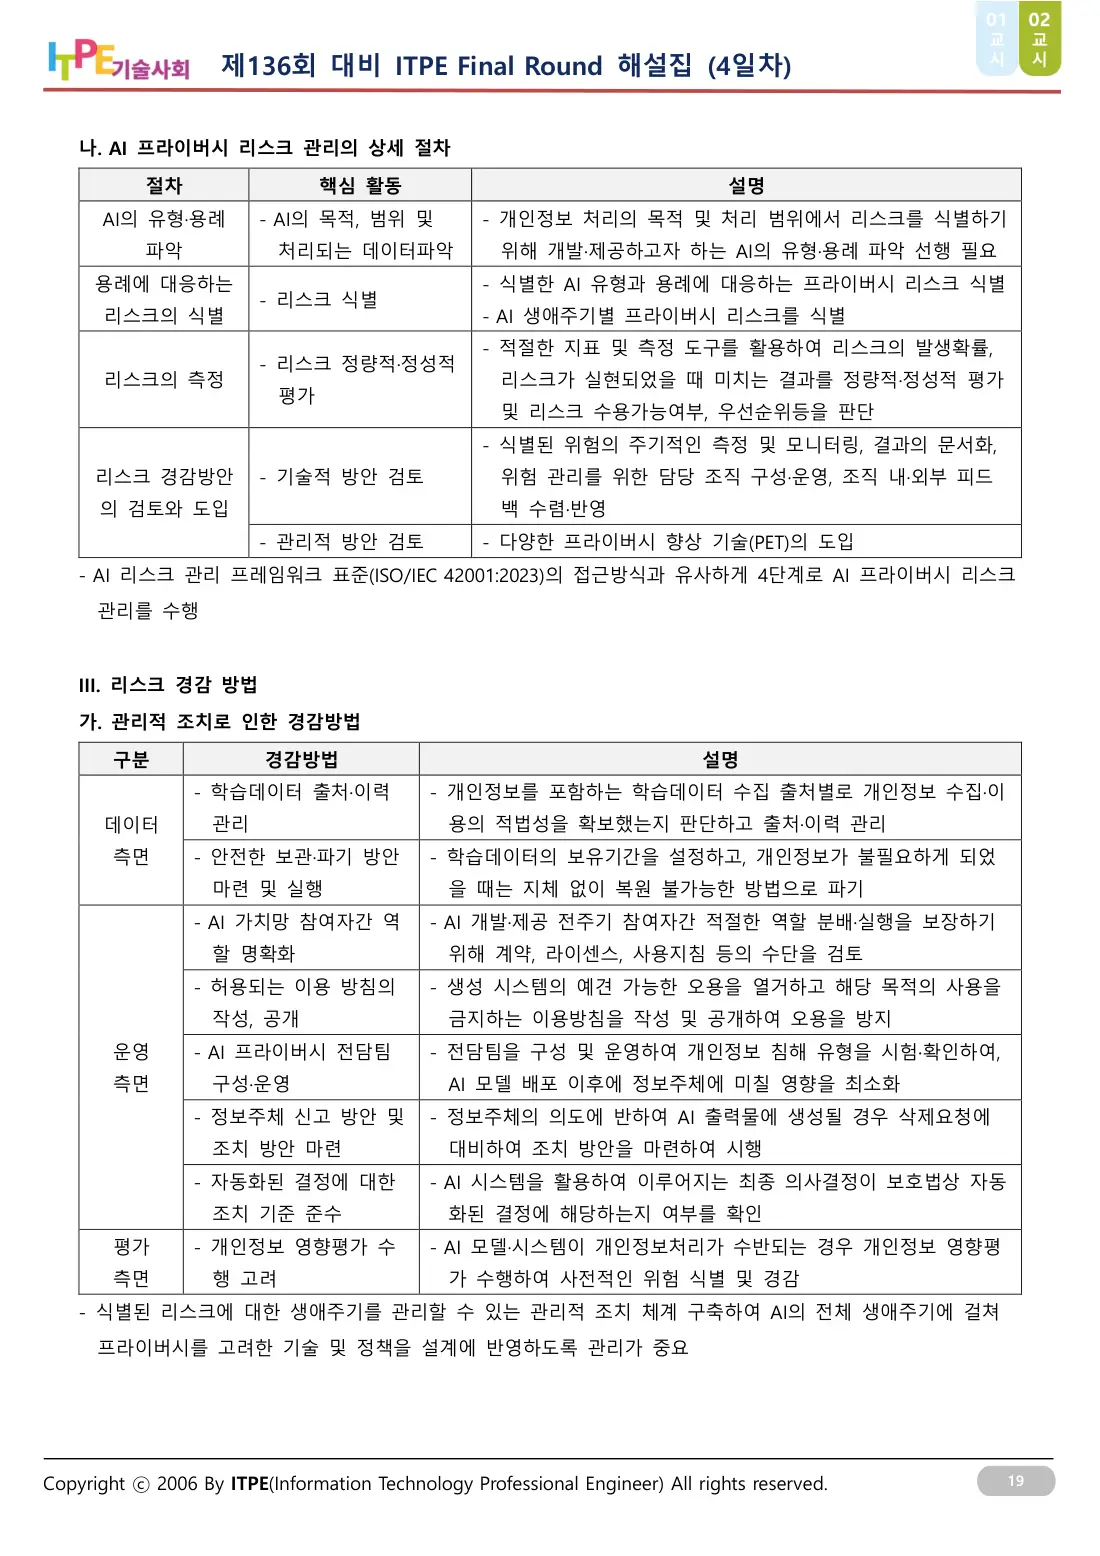 01
교
시
02
교
시
ITPE기술사회 제136회 대비 ITPE Final Round 해설집 (4일차)
나. AI 프라이버시 리스크 관리의 상세 절차
절차 핵심 활동 설명
AI의 유형·용례
파악
- AI의 목적, 범위 및
처리되는 데이터파악
- 개인정보 처리의 목적 및 처리 범위에서 리스크를 식별하기
위해 개발·제공하고자 하는 AI의 유형·용례 파악 선행 필요
용례에 대응하는
리스크의 식별
- 리스크 식별
- 식별한 AI 유형과 용례에 대응하는 프라이버시 리스크 식별
- AI 생애주기별 프라이버시 리스크를 식별
리스크의 측정
- 리스크 정량적·정성적
평가
- 적절한 지표 및 측정 도구를 활용하여 리스크의 발생확률,
리스크가 실현되었을 때 미치는 결과를 정량적·정성적 평가
및 리스크 수용가능여부, 우선순위등을 판단
리스크 경감방안
의 검토와 도입
- 기술적 방안 검토
- 식별된 위험의 주기적인 측정 및 모니터링, 결과의 문서화,
위험 관리를 위한 담당 조직 구성·운영, 조직 내·외부 피드
백 수렴·반영
- 관리적 방안 검토
- 다양한 프라이버시 향상 기술(PET)의 도입
- AI 리스크 관리 프레임워크 표준(ISO/IEC 42001:2023)의 접근방식과 유사하게 4단계로 AI 프라이버시 리스크
관리를 수행
III. 리스크 경감 방법
가. 관리적 조치로 인한 경감방법
구분 경감방법 설명
데이터
측면
- 학습데이터 출처·이력
관리
- 개인정보를 포함하는 학습데이터 수집 출처별로 개인정보 수집·이
용의 적법성을 확보했는지 판단하고 출처·이력 관리
- 안전한 보관·파기 방안
마련 및 실행
- 학습데이터의 보유기간을 설정하고, 개인정보가 불필요하게 되었
을 때는 지체 없이 복원 불가능한 방법으로 파기
운영
측면
- AI 가치망 참여자간 역
할 명확화
- AI 개발·제공 전주기 참여자간 적절한 역할 분배·실행을 보장하기
위해 계약, 라이센스, 사용지침 등의 수단을 검토
- 허용되는 이용 방침의
작성, 공개
- 생성 시스템의 예견 가능한 오용을 열거하고 해당 목적의 사용을
금지하는 이용방침을 작성 및 공개하여 오용을 방지
- AI 프라이버시 전담팀
구성·운영
- 전담팀을 구성 및 운영하여 개인정보 침해 유형을 시험·확인하여,
AI 모델 배포 이후에 정보주체에 미칠 영향을 최소화
- 정보주체 신고 방안 및
조치 방안 마련
- 정보주체의 의도에 반하여 AI 출력물에 생성될 경우 삭제요청에
대비하여 조치 방안을 마련하여 시행
- 자동화된 결정에 대한
조치 기준 준수
- AI 시스템을 활용하여 이루어지는 최종 의사결정이 보호법상 자동
화된 결정에 해당하는지 여부를 확인
평가
측면
- 개인정보 영향평가 수
행 고려
- AI 모델·시스템이 개인정보처리가 수반되는 경우 개인정보 영향평
가 수행하여 사전적인 위험 식별 및 경감
- 식별된 리스크에 대한 생애주기를 관리할 수 있는 관리적 조치 체계 구축하여 AI의 전체 생애주기에 걸쳐
프라이버시를 고려한 기술 및 정책을 설계에 반영하도록 관리가 중요
Copyright ⓒ 2006 By ITPE(Information Technology Professional Engineer) All rights reserved.
19